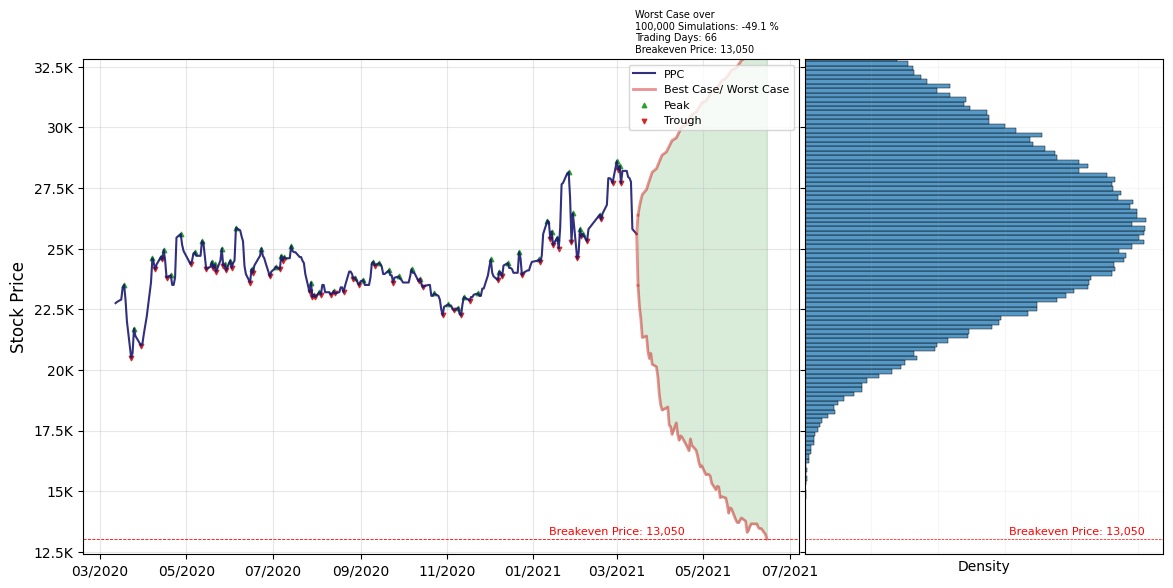 Worst Case over
100,000 Simulations: -49.1 %
Trading Days: 66
Breakeven Price: 13,050
PPC
Best Case/ Worst Case
Peak
Trough
Stock Price
32.5K
30K
27.5K
25K
22.5K
20K
17.5K
15K
12.5K
Breakeven Price: 13,050
Breakeven Price: 13,050
03/2020
05/2020
07/2020
09/2020
11/2020
01/2021
03/2021
05/2021
07/2021
Density